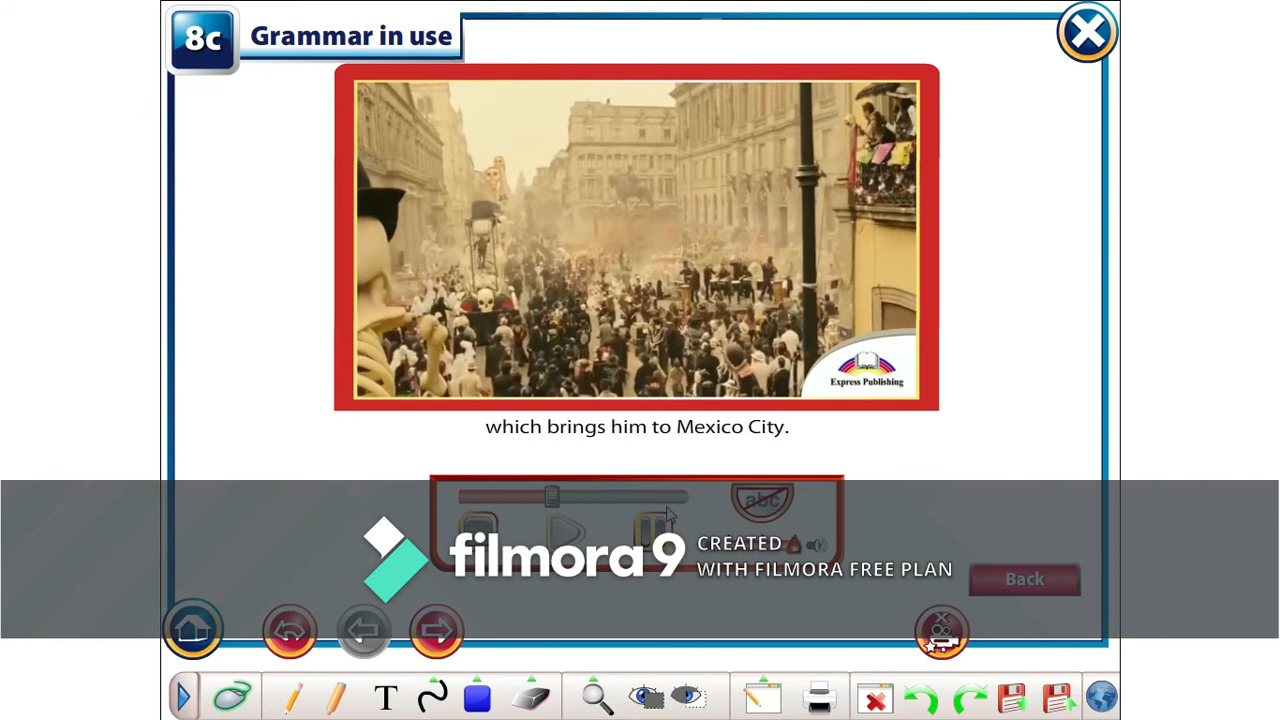 8c
Grammar in use
Express Publishing
which brings him to Mexico City.
abc
filmora9
CREATED
WITH FILMORA FREE PLAN
Back
T